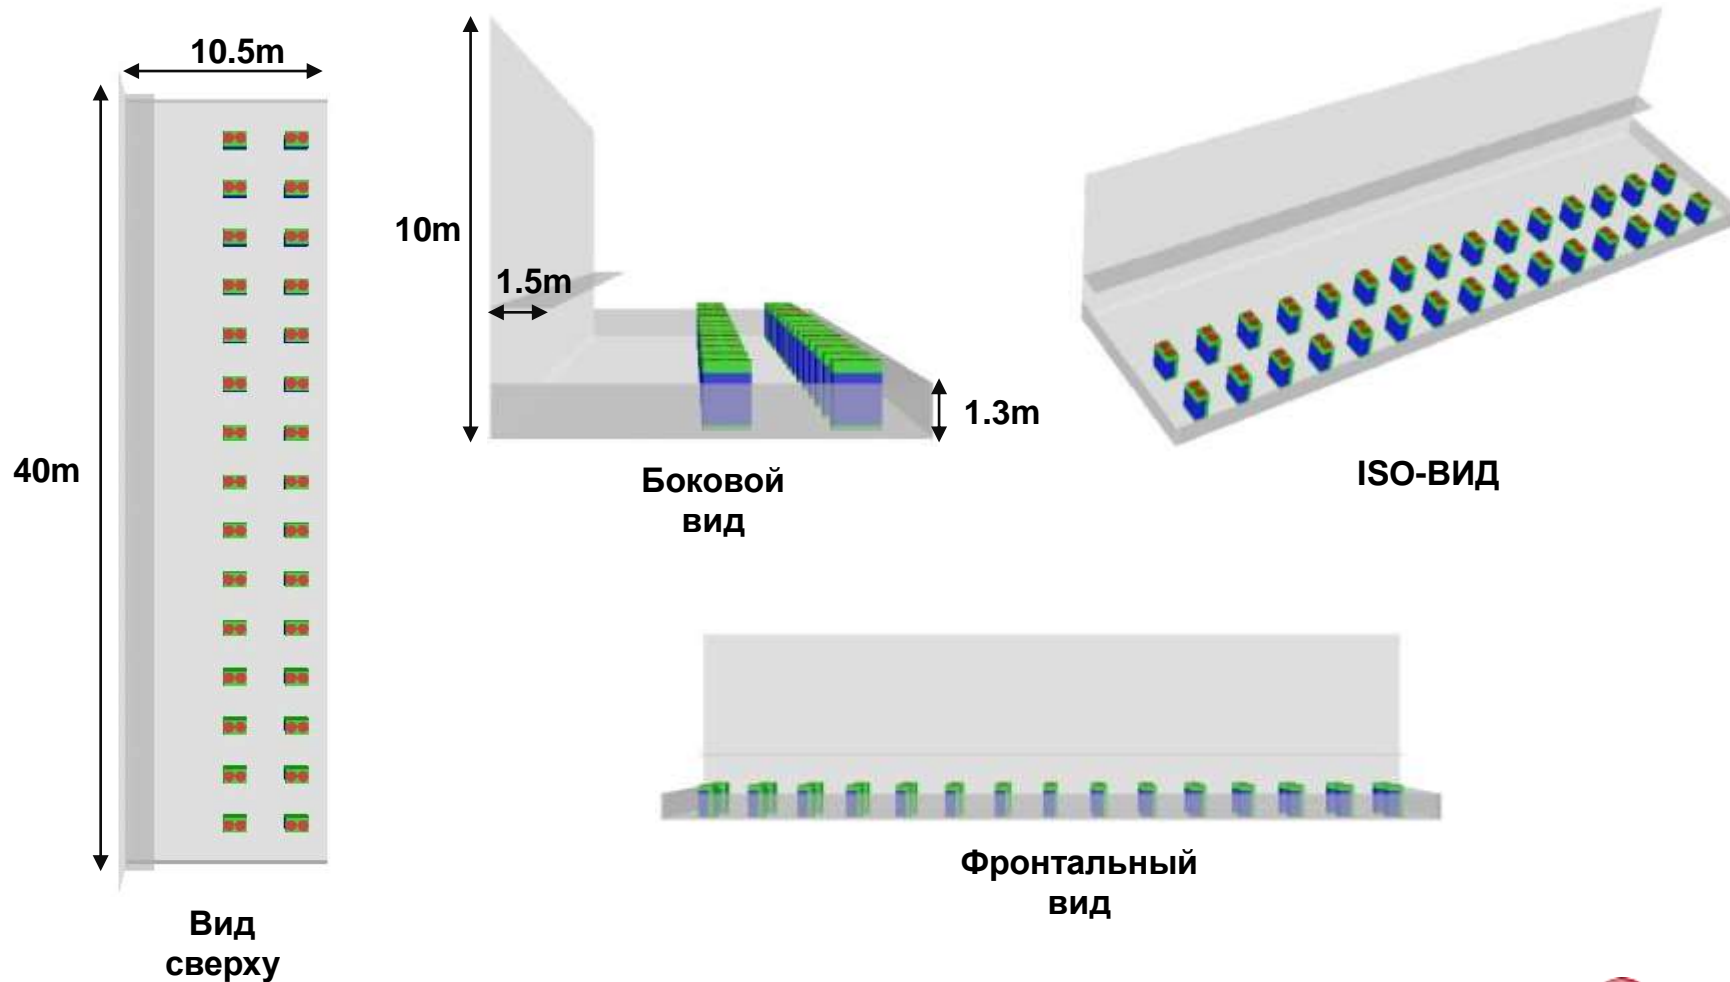 10.5m
40m
Вид
сверху
10m
1.5m
1.3m
Боковой
вид
ISO-ВИД
Фронтальный
вид